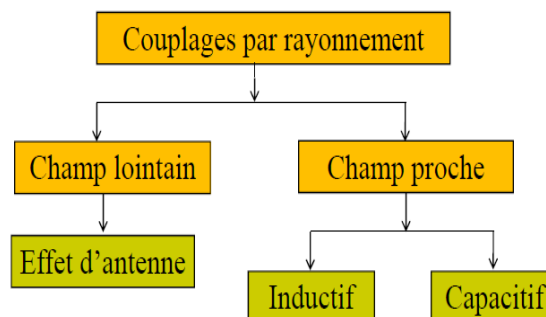 Couplages par rayonnement
Champ lointain
Champ proche
Effet d'antenne
Inductif
Capacitif